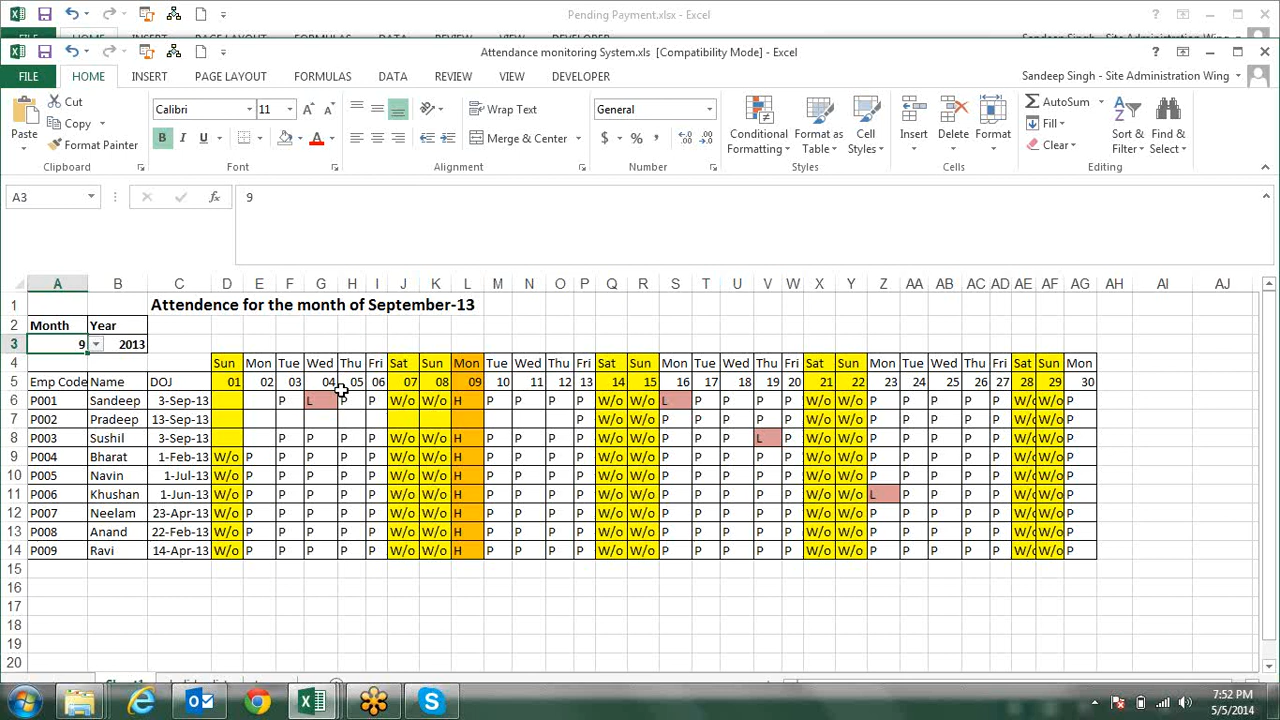 Pending Payment.xlsx - Excel
Attendance monitoring System.xls [Compatibility Mode] - Excel
FILE HOME INSERT PAGE LAYOUT FORMULAS DATA REVIEW VIEW DEVELOPER Sandeep Singh - Site Administration Wing
Paste Cut Copy Format Painter Clipboard
Calibri 11 B I U A Font
Wrap Text Merge & Center Alignment
General $ % , Number
Conditional Formatting Format as Table Cell Styles Styles
Insert Delete Format Cells
AutoSum Fill Clear Sort & Filter Find & Select Editing
A3 fx 9
A B C D E F G H I J K L M N O P Q R S T U V W X Y Z AA AB AC AD AE AF AG AH AI AJ
1 Attendence for the month of September-13
2 Month Year
3 9 2013
4 Sun Mon Tue Wed Thu Fri Sat Sun Mon Tue Wed Thu Fri Sat Sun Mon Tue Wed Thu Fri Sat Sun Mon Tue Wed Thu Fri Sat Sun Mon
5 Emp Code Name DOJ 01 02 03 04 05 06 07 08 09 10 11 12 13 14 15 16 17 18 19 20 21 22 23 24 25 26 27 28 29 30
6 P001 Sandeep 3-Sep-13 P L P P W/o W/o H P P P P W/o W/o L P P P P W/o W/o P P P P P W/o W/o P
7 P002 Pradeep 13-Sep-13 P W/o W/o P P P P P W/o W/o P P P P P W/o W/o P
8 P003 Sushil 3-Sep-13 P P P P W/o W/o H P P P P W/o W/o P P P L P W/o W/o P P P P P W/o W/o P
9 P004 Bharat 1-Feb-13 W/o P P P P P W/o W/o H P P P P W/o W/o P P P P P W/o W/o P P P P P W/o W/o P
10 P005 Navin 1-Jul-13 W/o P P P P P W/o W/o H P P P P W/o W/o P P P P P W/o W/o P P P P P W/o W/o P
11 P006 Khushan 1-Jun-13 W/o P P P P P W/o W/o H P P P P W/o W/o P P P P P W/o W/o L P P P P W/o W/o P
12 P007 Neelam 23-Apr-13 W/o P P P P P W/o W/o H P P P P W/o W/o P P P P P W/o W/o P P P P P W/o W/o P
13 P008 Anand 22-Feb-13 W/o P P P P P W/o W/o H P P P P W/o W/o P P P P P W/o W/o P P P P P W/o W/o P
14 P009 Ravi 14-Apr-13 W/o P P P P P W/o W/o H P P P P W/o W/o P P P P P W/o W/o P P P P P W/o W/o P
15
16
17
18
19
20
7:52 PM
5/5/2014